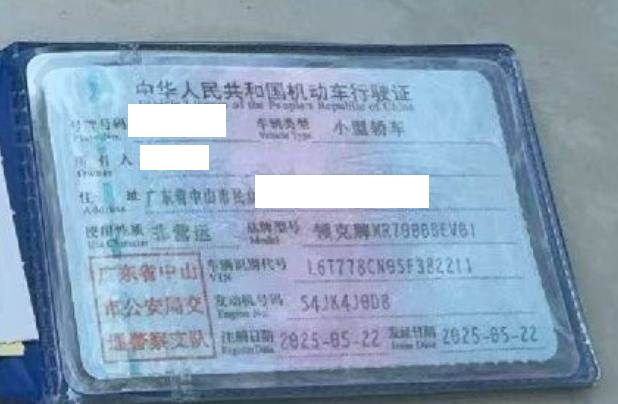 中华人民共和国机动车行驶证
of the People's Republic of China
号牌号码 车辆类型 小型轿车
Vehicle Type
所有人
Owner
住址 广东省中山市长
Address
使用性质 非营运 品牌型号 领克牌MR7000BEV01
Use Character Model
广东省中山 车辆识别代号 L6T778CN9SF382211
VIN
市公安局交 发动机号码 S4JK4J0D8
Engine No.
通警察支队 注册日期 2025-05-22 发证日期 2025-05-22
Register Date Issue Date